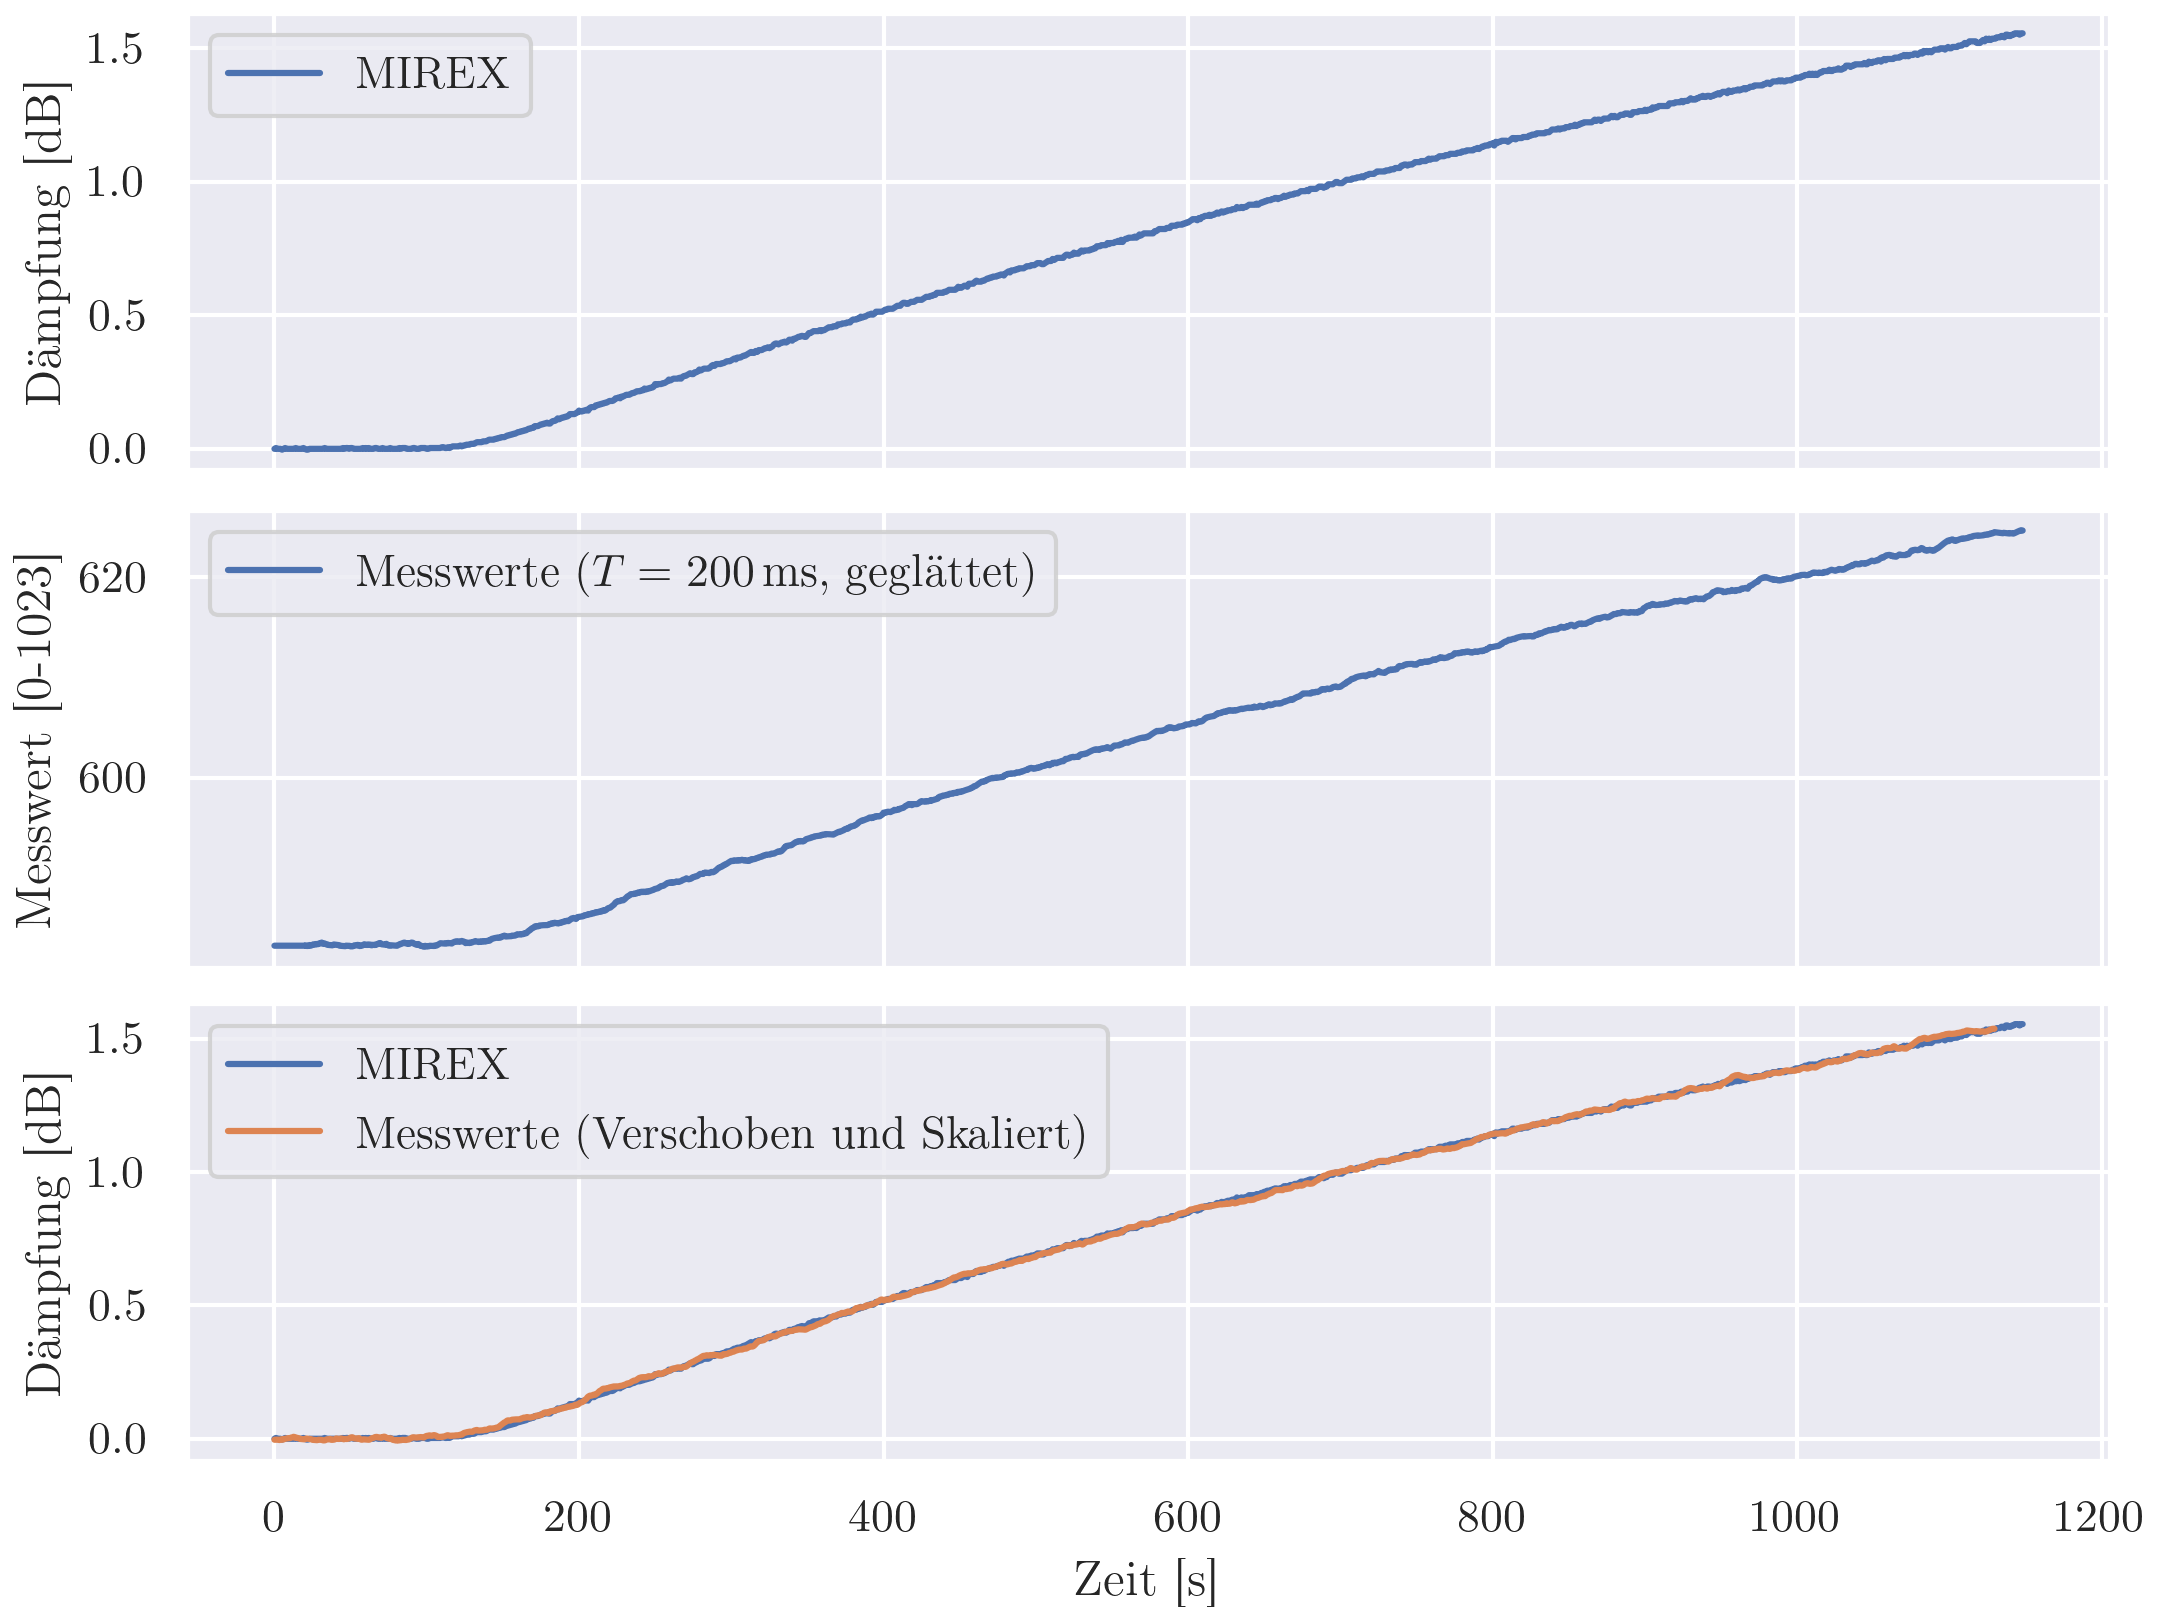 Dämpfung [dB]
1.5
1.0
0.5
0.0
MIREX
Messwert [0-1023]
620
600
Messwerte (T = 200 ms, geglättet)
Dämpfung [dB]
1.5
1.0
0.5
0.0
MIREX
Messwerte (Verschoben und Skaliert)
0 200 400 600 800 1000 1200
Zeit [s]